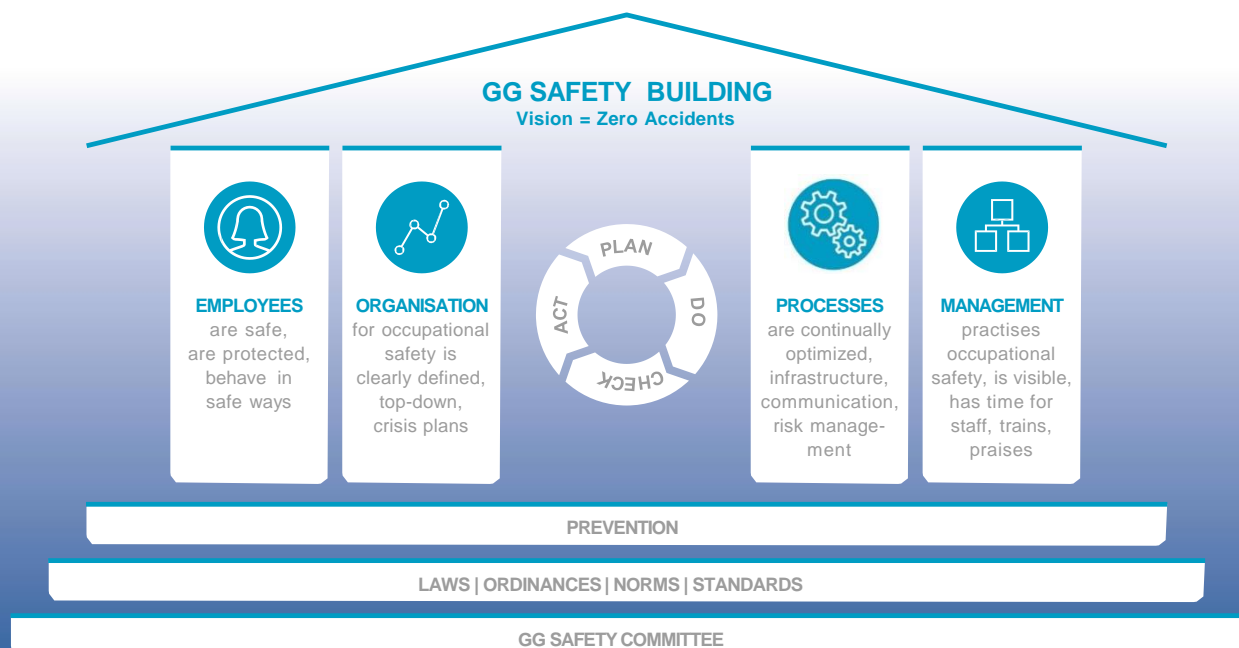 GG SAFETY BUILDING
Vision = Zero Accidents
EMPLOYEES
are safe,
are protected,
behave in
safe ways
ORGANISATION
for occupational
safety is
clearly defined,
top-down,
crisis plans
PLAN
DO
CHECK
ACT
PROCESSES
are continually
optimized,
infrastructure,
communication,
risk manage-
ment
MANAGEMENT
practises
occupational
safety, is visible,
has time for
staff, trains,
praises
PREVENTION
LAWS | ORDINANCES | NORMS | STANDARDS
GG SAFETY COMMITTEE